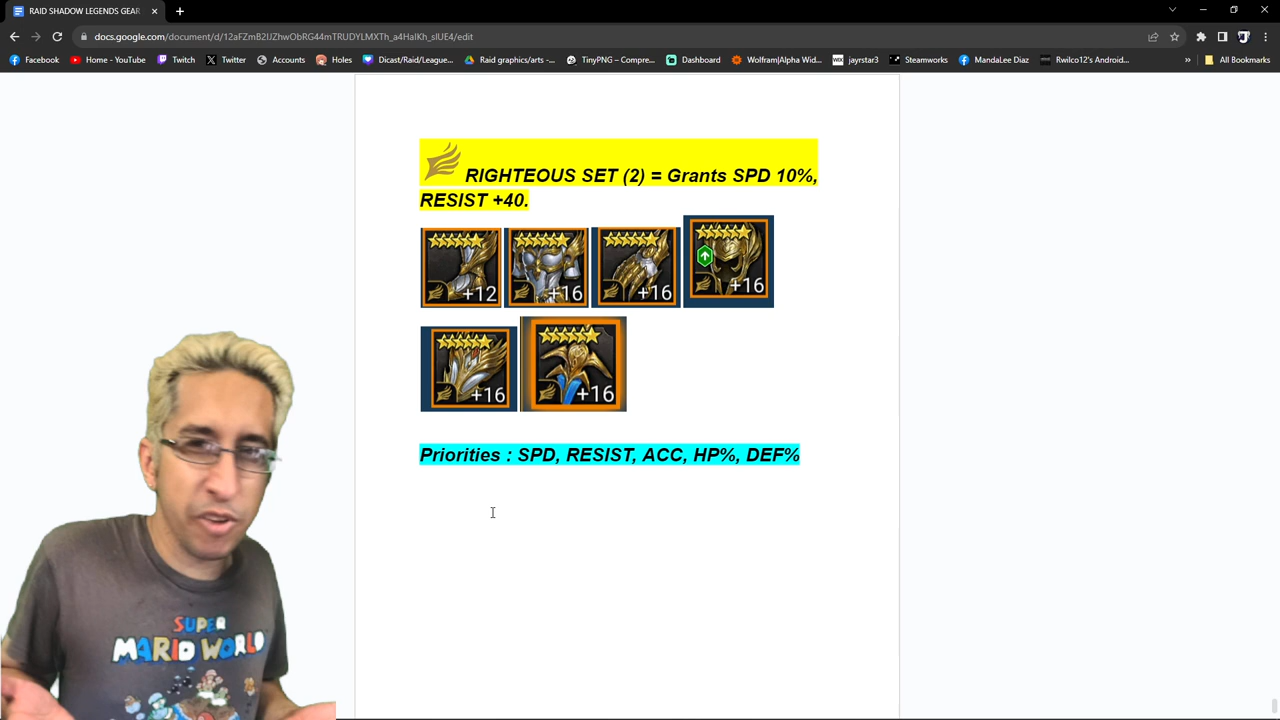 RAID SHADOW LEGENDS GEAR
docs.google.com/document/d/12aFZmB2IJZhwObRG44mTRUDYLMXTh_a4HaIKh_sIUE4/edit
Facebook
Home - YouTube
Twitch
Twitter
Accounts
Holes
Dicast/Raid/League...
Raid graphics/arts -...
TinyPNG – Compre...
Dashboard
Wolfram|Alpha Wid...
WIX
jayrstar3
Steamworks
MandaLee Diaz
Rwilco12's Android...
»
All Bookmarks
RIGHTEOUS SET (2) = Grants SPD 10%,
RESIST +40.
+12
+16
+16
+16
+16
+16
Priorities : SPD, RESIST, ACC, HP%, DEF%
SUPER
MARIO WORLD